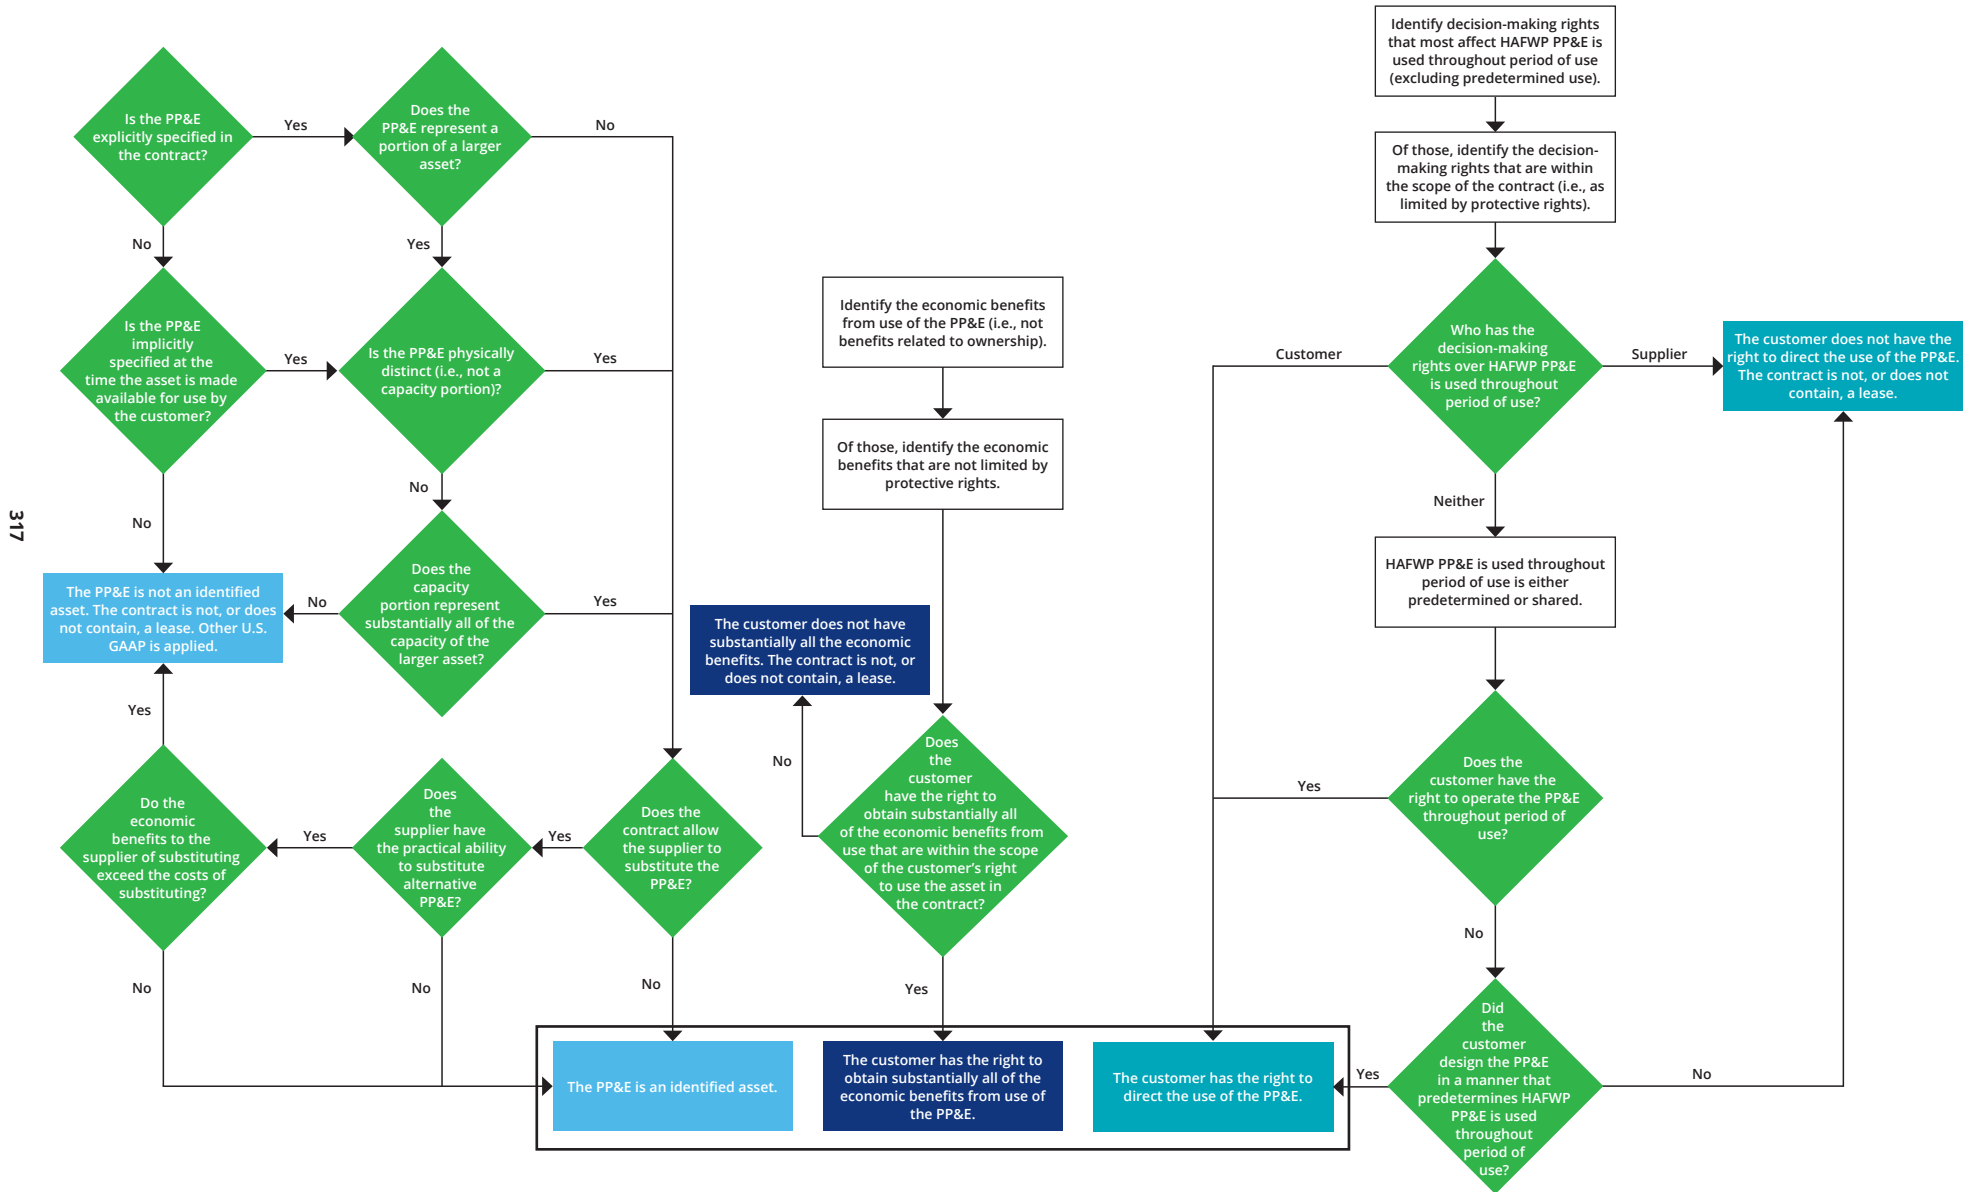 Is the PP&E
explicitly specified in
the contract?
Yes
Does the
PP&E represent a
portion of a larger
asset?
No
No
Yes
Is the PP&E
implicitly
specified at the
time the asset is made
available for use by
the customer?
Yes
Is the PP&E physically
distinct (i.e., not a
capacity portion)?
Yes
No
No
The PP&E is not an identified
asset. The contract is not, or does
not contain, a lease. Other U.S.
GAAP is applied.
No
Does the
capacity
portion represent
substantially all of the
capacity of the
larger asset?
Yes
Yes
Do the
economic
benefits to the
supplier of substituting
exceed the costs of
substituting?
Yes
Does
the
supplier have
the practical ability
to substitute
alternative
PP&E?
Yes
Does the
contract allow
the supplier to
substitute the
PP&E?
No
No
No
The PP&E is an identified asset.
Identify the economic benefits
from use of the PP&E (i.e., not
benefits related to ownership).
Of those, identify the economic
benefits that are not limited by
protective rights.
The customer does not have
substantially all the economic
benefits. The contract is not, or
does not contain, a lease.
No
Does
the
customer
have the right to
obtain substantially all
of the economic benefits from
use that are within the scope
of the customer’s right
to use the asset in
the contract?
Yes
The customer has the right to
obtain substantially all of the
economic benefits from use of
the PP&E.
Identify decision-making rights
that most affect HAFWP PP&E is
used throughout period of use
(excluding predetermined use).
Of those, identify the decision-
making rights that are within
the scope of the contract (i.e., as
limited by protective rights).
Customer
Who has the
decision-making
rights over HAFWP PP&E
is used throughout
period of use?
Supplier
The customer does not have the
right to direct the use of the PP&E.
The contract is not, or does not
contain, a lease.
Neither
HAFWP PP&E is used throughout
period of use is either
predetermined or shared.
Yes
Does the
customer have the
right to operate the PP&E
throughout period of
use?
No
The customer has the right to
direct the use of the PP&E.
Yes
Did
the
customer
design the PP&E
in a manner that
predetermines HAFWP
PP&E is used
throughout
period of
use?
No
317